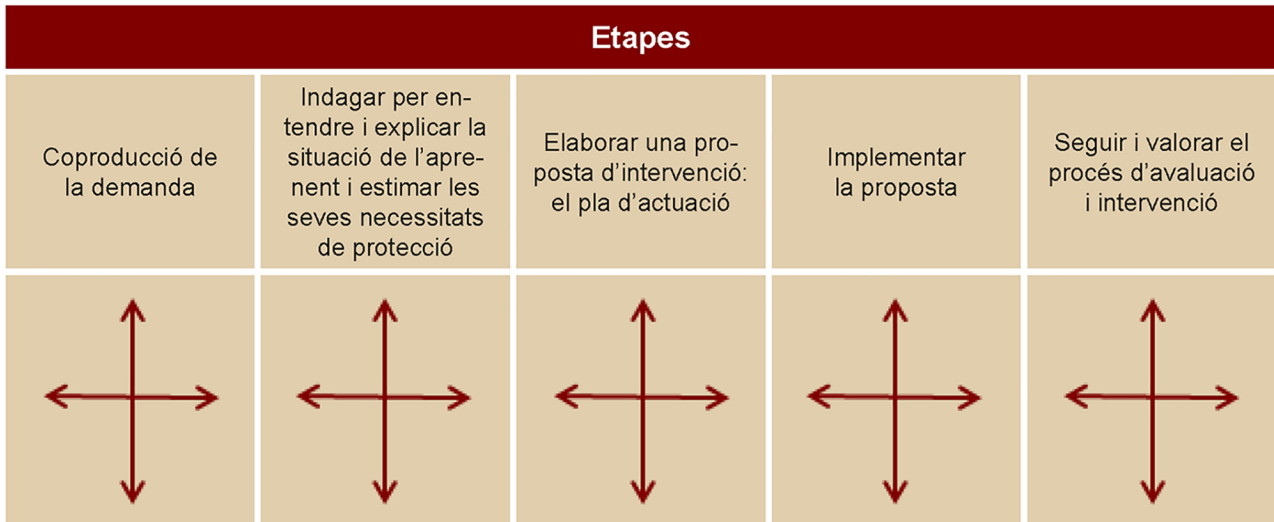 Etapes
Coproducció de
la demanda
Indagar per en-
tendre i explicar la
situació de l’apre-
nent i estimar les
seves necessitats
de protecció
Elaborar una pro-
posta d’intervenció:
el pla d’actuació
Implementar
la proposta
Seguir i valorar el
procés d’avaluació
i intervenció